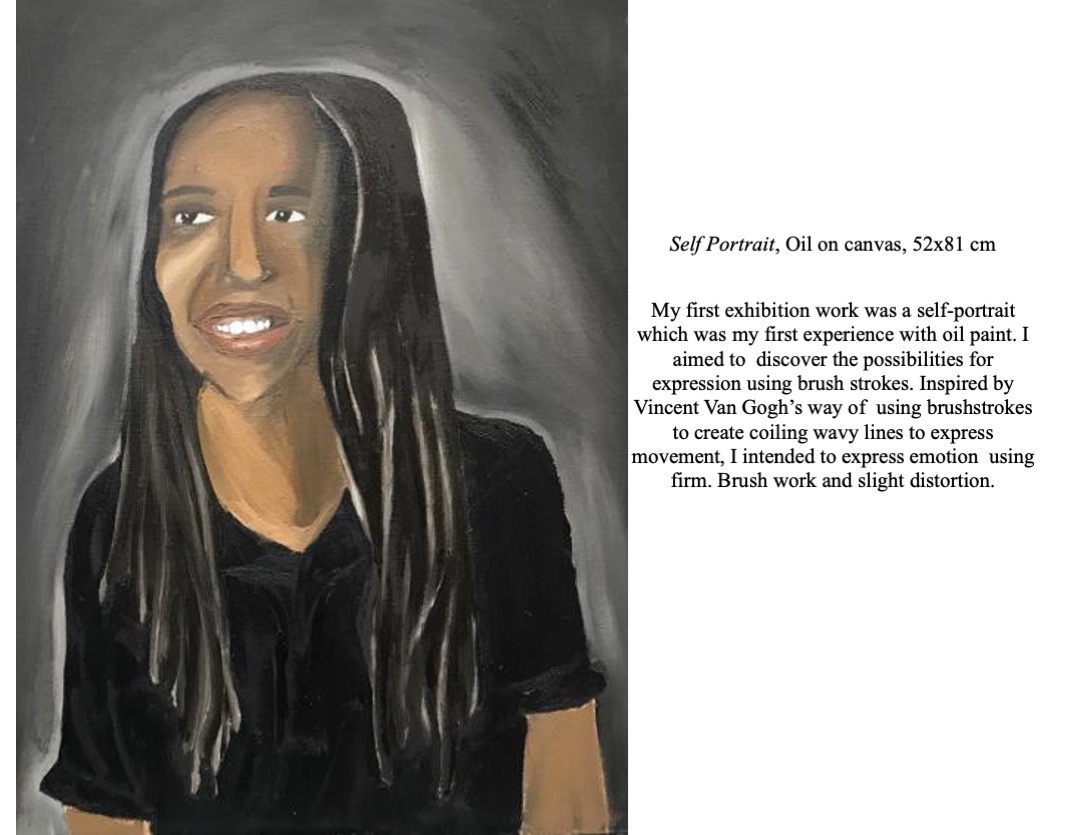 Self Portrait, Oil on canvas, 52x81 cm
My first exhibition work was a self-portrait
which was my first experience with oil paint. I
aimed to  discover the possibilities for
expression using brush strokes. Inspired by
Vincent Van Gogh’s way of  using brushstrokes
to create coiling wavy lines to express
movement, I intended to express emotion  using
firm. Brush work and slight distortion.